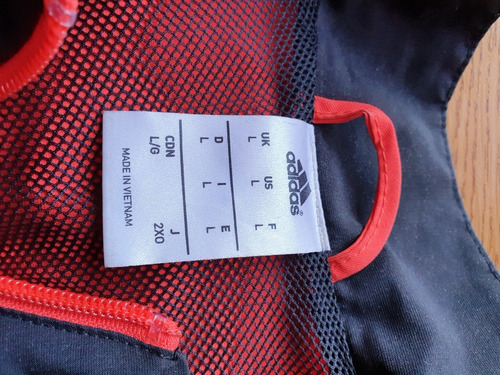 adidas
UK US F
L L L
D I E
L L L
CDN J
L/G 2XO
MADE IN VIETNAM